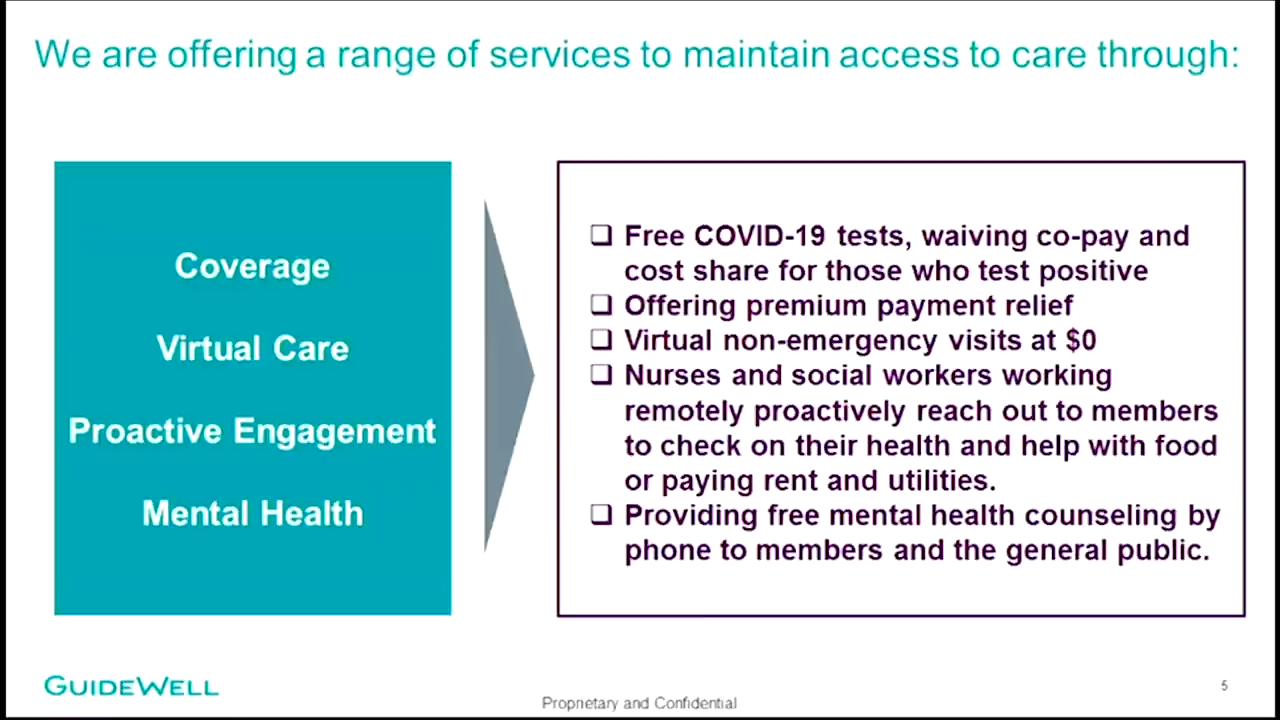 We are offering a range of services to maintain access to care through:
Coverage
Virtual Care
Proactive Engagement
Mental Health
❑ Free COVID-19 tests, waiving co-pay and
cost share for those who test positive
❑ Offering premium payment relief
❑ Virtual non-emergency visits at $0
❑ Nurses and social workers working
remotely proactively reach out to members
to check on their health and help with food
or paying rent and utilities.
❑ Providing free mental health counseling by
phone to members and the general public.
GUIDEWELL
Proprietary and Confidential
5